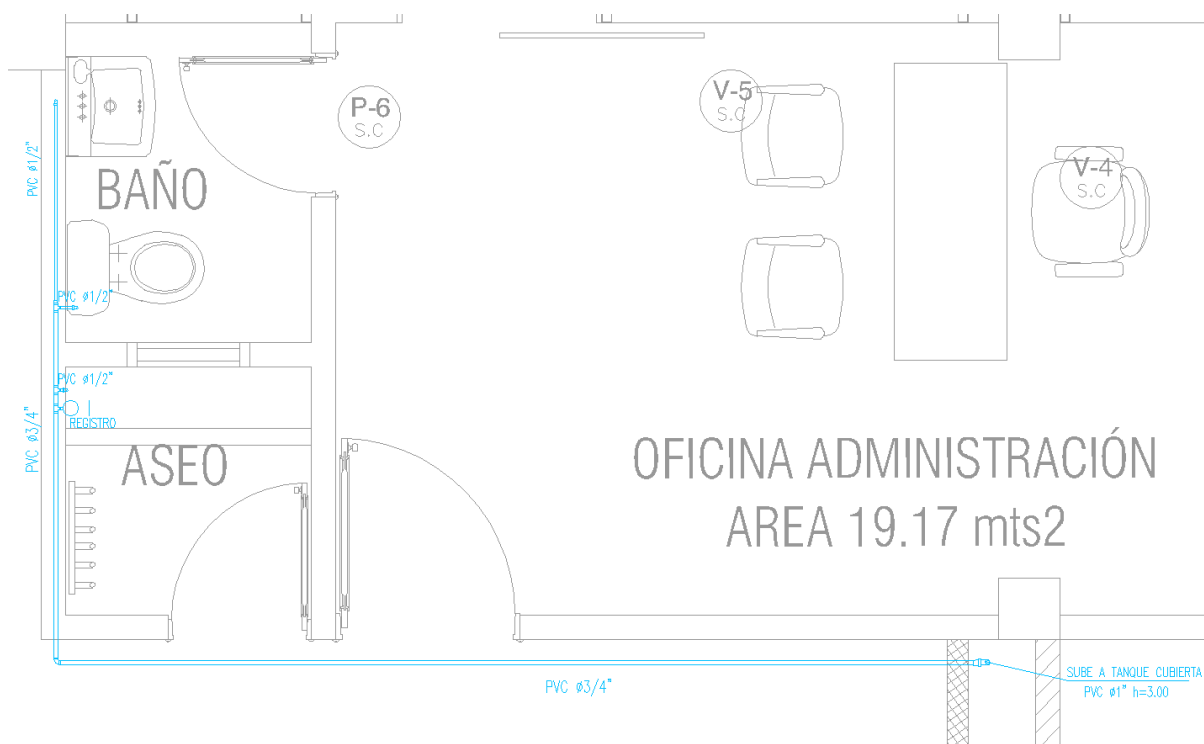 P-6
S.C
V-5
S.C
V-4
S.C
PVC ø1/2"
BAÑO
PVC ø1/2"
PVC ø1/2"
REGISTRO
PVC ø3/4"
ASEO
OFICINA ADMINISTRACIÓN
AREA 19.17 mts2
PVC ø3/4"
SUBE A TANQUE CUBIERTA
PVC ø1" h=3.00